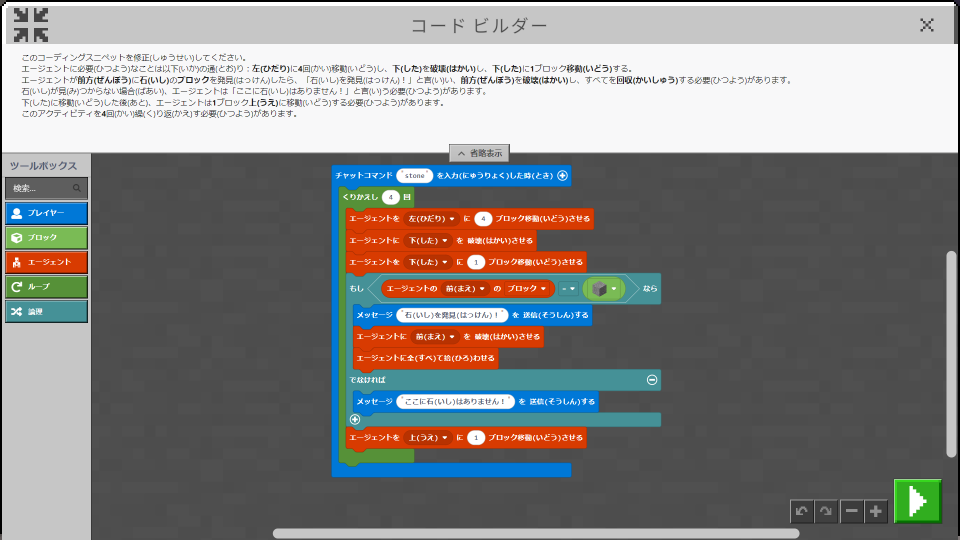 コード ビルダー
このコーディングスニペットを修正(しゅうせい)してください。
エージェントに必要(ひつよう)なことは以下(いか)の通(とお)り：左(ひだり)に4回(かい)移動(いどう)し、下(した)を破壊(はかい)し、下(した)に1ブロック移動(いどう)する。
エージェントが前方(ぜんぽう)に石(いし)のブロックを発見(はっけん)したら、「石(いし)を発見(はっけん)！」と言(い)い、前方(ぜんぽう)を破壊(はかい)し、すべてを回収(かいしゅう)する必要(ひつよう)があります。
石(いし)が見(み)つからない場合(ばあい)、エージェントは「ここに石(いし)はありません！」と言(い)う必要(ひつよう)があります。
下(した)に移動(いどう)した後(あと)、エージェントは1ブロック上(うえ)に移動(いどう)する必要(ひつよう)があります。
このアクティビティを4回(かい)繰(く)り返(かえ)す必要(ひつよう)があります。
省略表示
ツールボックス
検索...
プレイヤー
ブロック
エージェント
ループ
論理
チャットコマンド "stone" を入力(にゅうりょく)した時(とき)
くりかえし 4 回
エージェントを 左(ひだり) に 4 ブロック移動(いどう)させる
エージェントに 下(した) を 破壊(はかい)させる
エージェントを 下(した) に 1 ブロック移動(いどう)させる
もし エージェントの 前(まえ) の ブロック = なら
メッセージ "石(いし)を発見(はっけん)！" を 送信(そうしん)する
エージェントに 前(まえ) を 破壊(はかい)させる
エージェントに全(すべ)て拾(ひろ)わせる
でなければ
メッセージ "ここに石(いし)はありません！" を 送信(そうしん)する
エージェントを 上(うえ) に 1 ブロック移動(いどう)させる